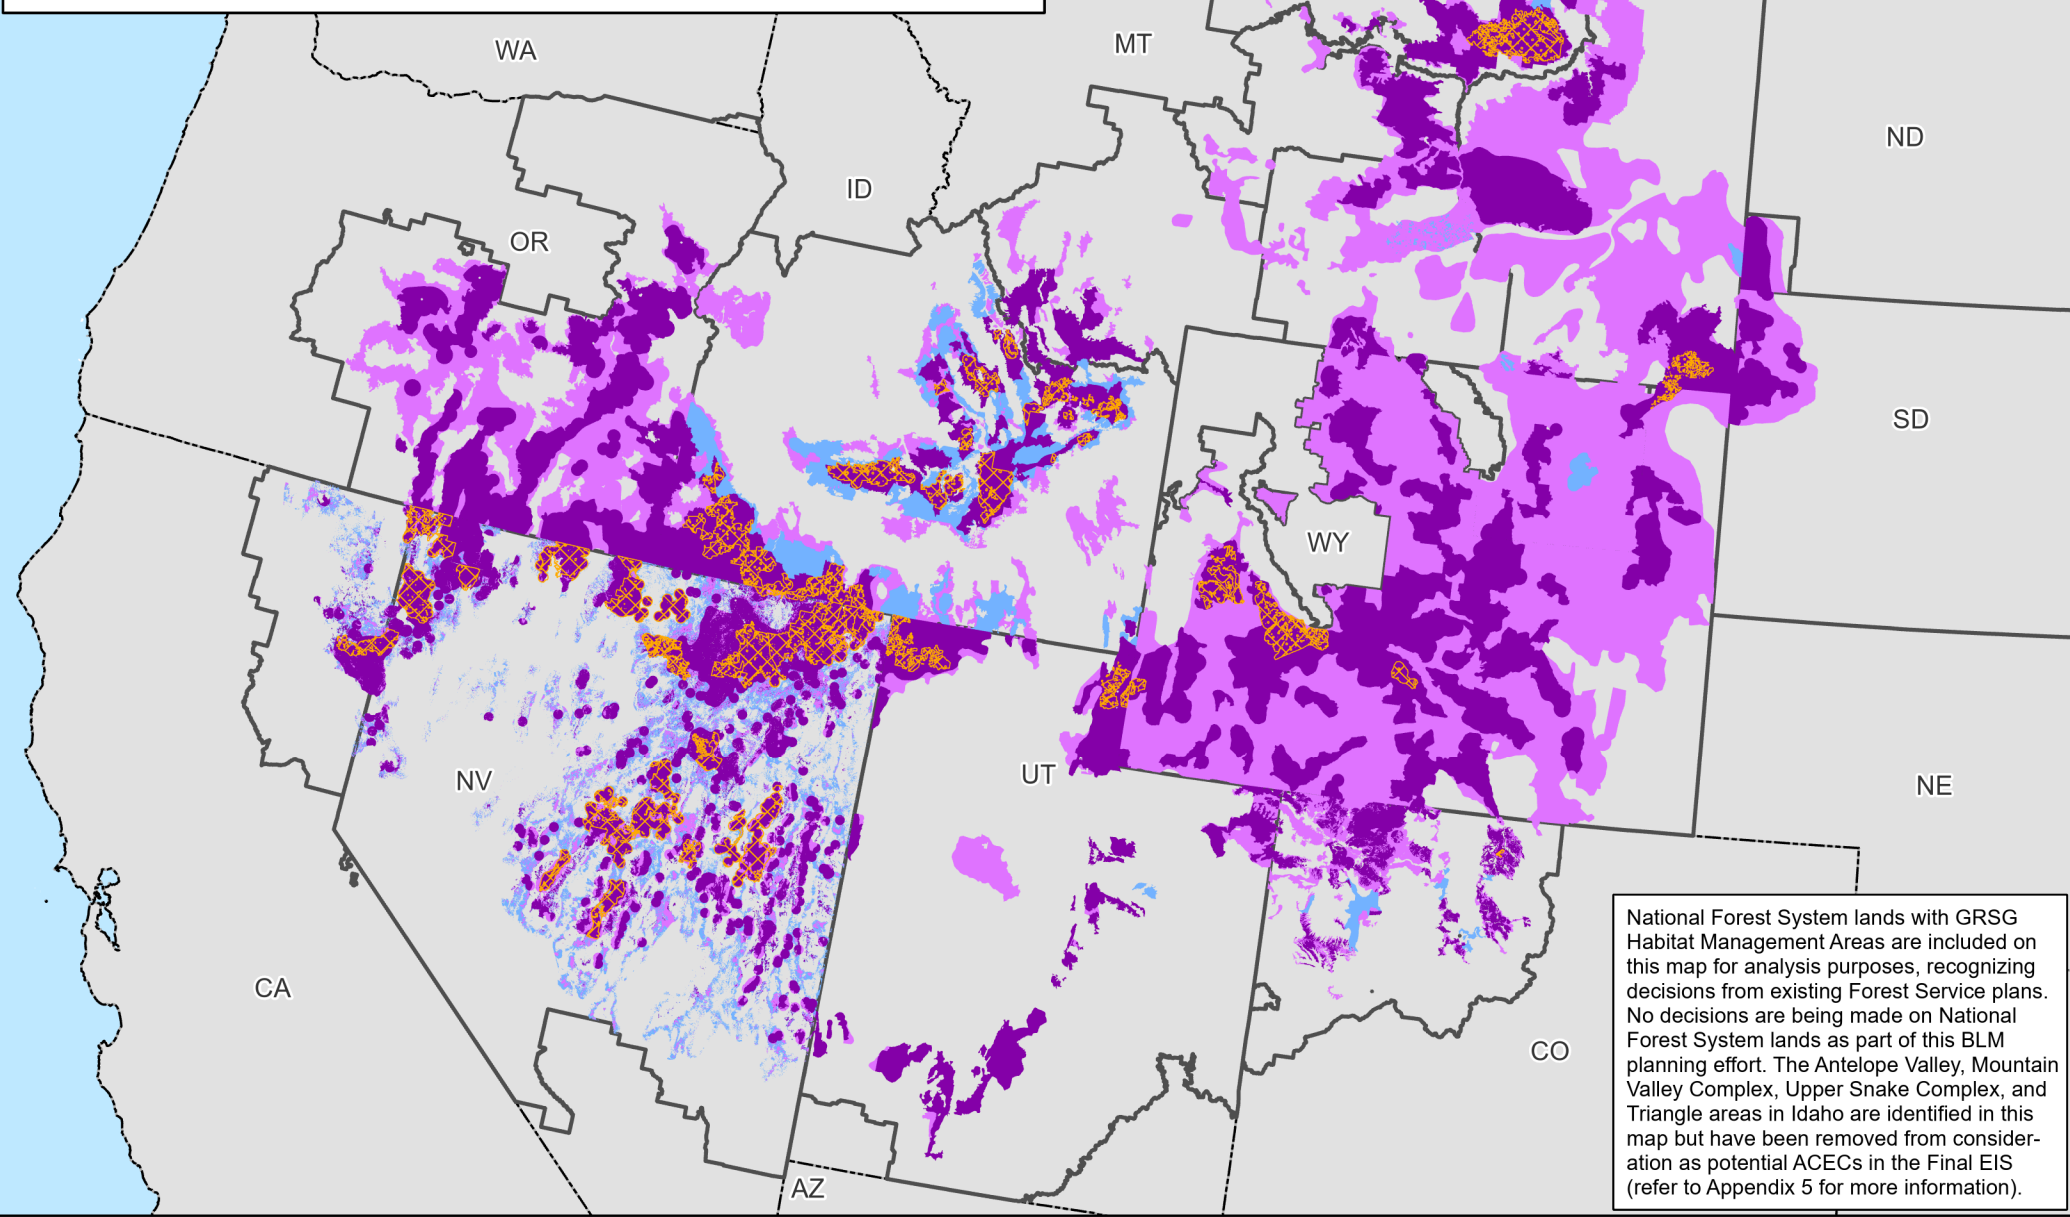 WA
MT
ND
ID
OR
SD
WY
NV
UT
NE
CA
CO
AZ
National Forest System lands with GRSG
Habitat Management Areas are included on
this map for analysis purposes, recognizing
decisions from existing Forest Service plans.
No decisions are being made on National
Forest System lands as part of this BLM
planning effort. The Antelope Valley, Mountain
Valley Complex, Upper Snake Complex, and
Triangle areas in Idaho are identified in this
map but have been removed from consider-
ation as potential ACECs in the Final EIS
(refer to Appendix 5 for more information).